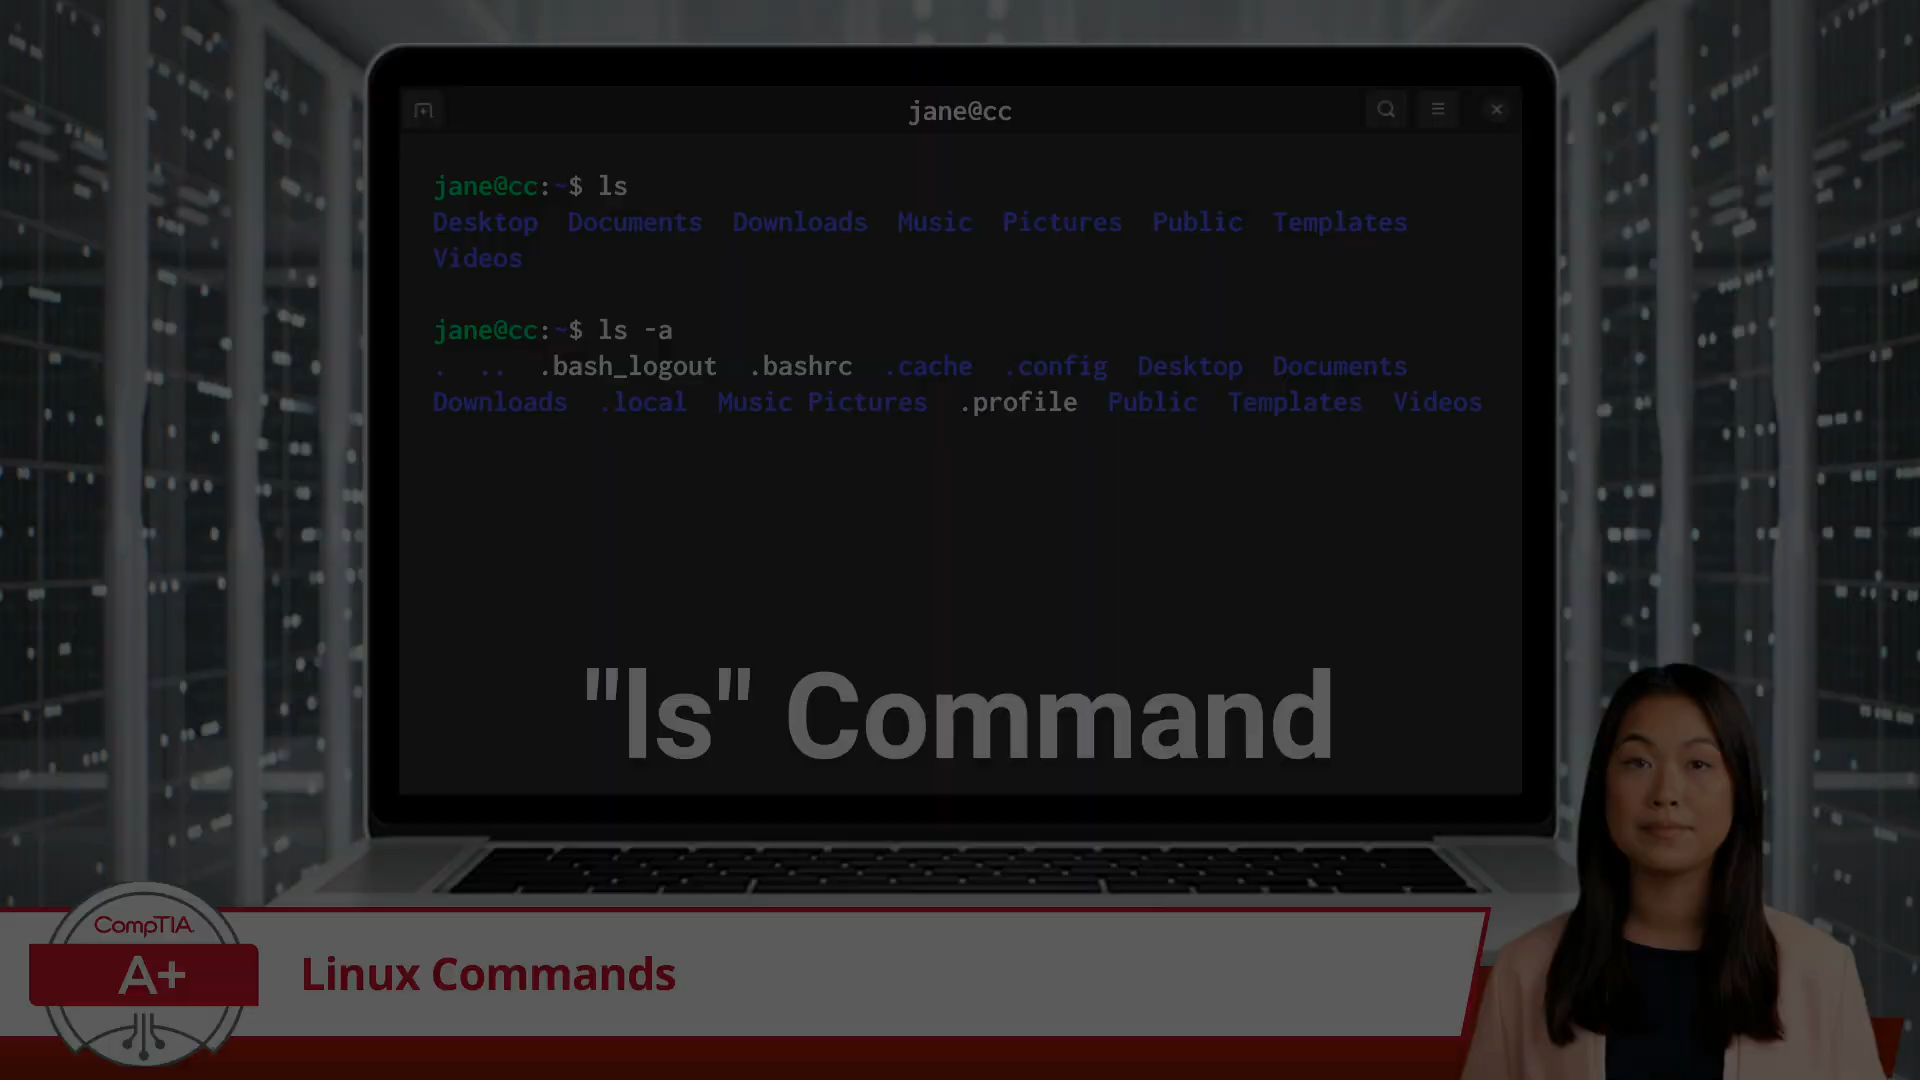 jane@cc
jane@cc:~$ ls
Desktop Documents Downloads Music Pictures Public Templates
Videos
jane@cc:~$ ls -a
. .. .bash_logout .bashrc .cache .config Desktop Documents
Downloads .local Music Pictures .profile Public Templates Videos
"ls" Command
CompTIA
A+
Linux Commands